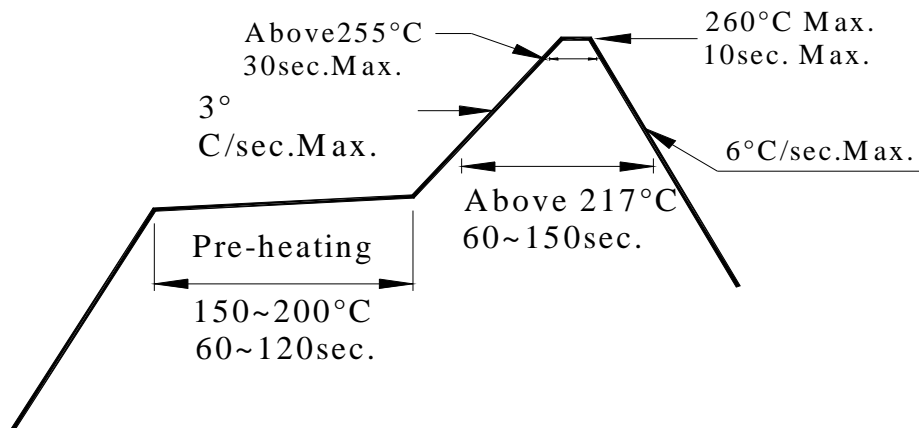 Above255°C
30sec.Max.
260°C Max.
10sec. Max.
3°
C/sec.Max.
6°C/sec.Max.
Above 217°C
60~150sec.
Pre-heating
150~200°C
60~120sec.